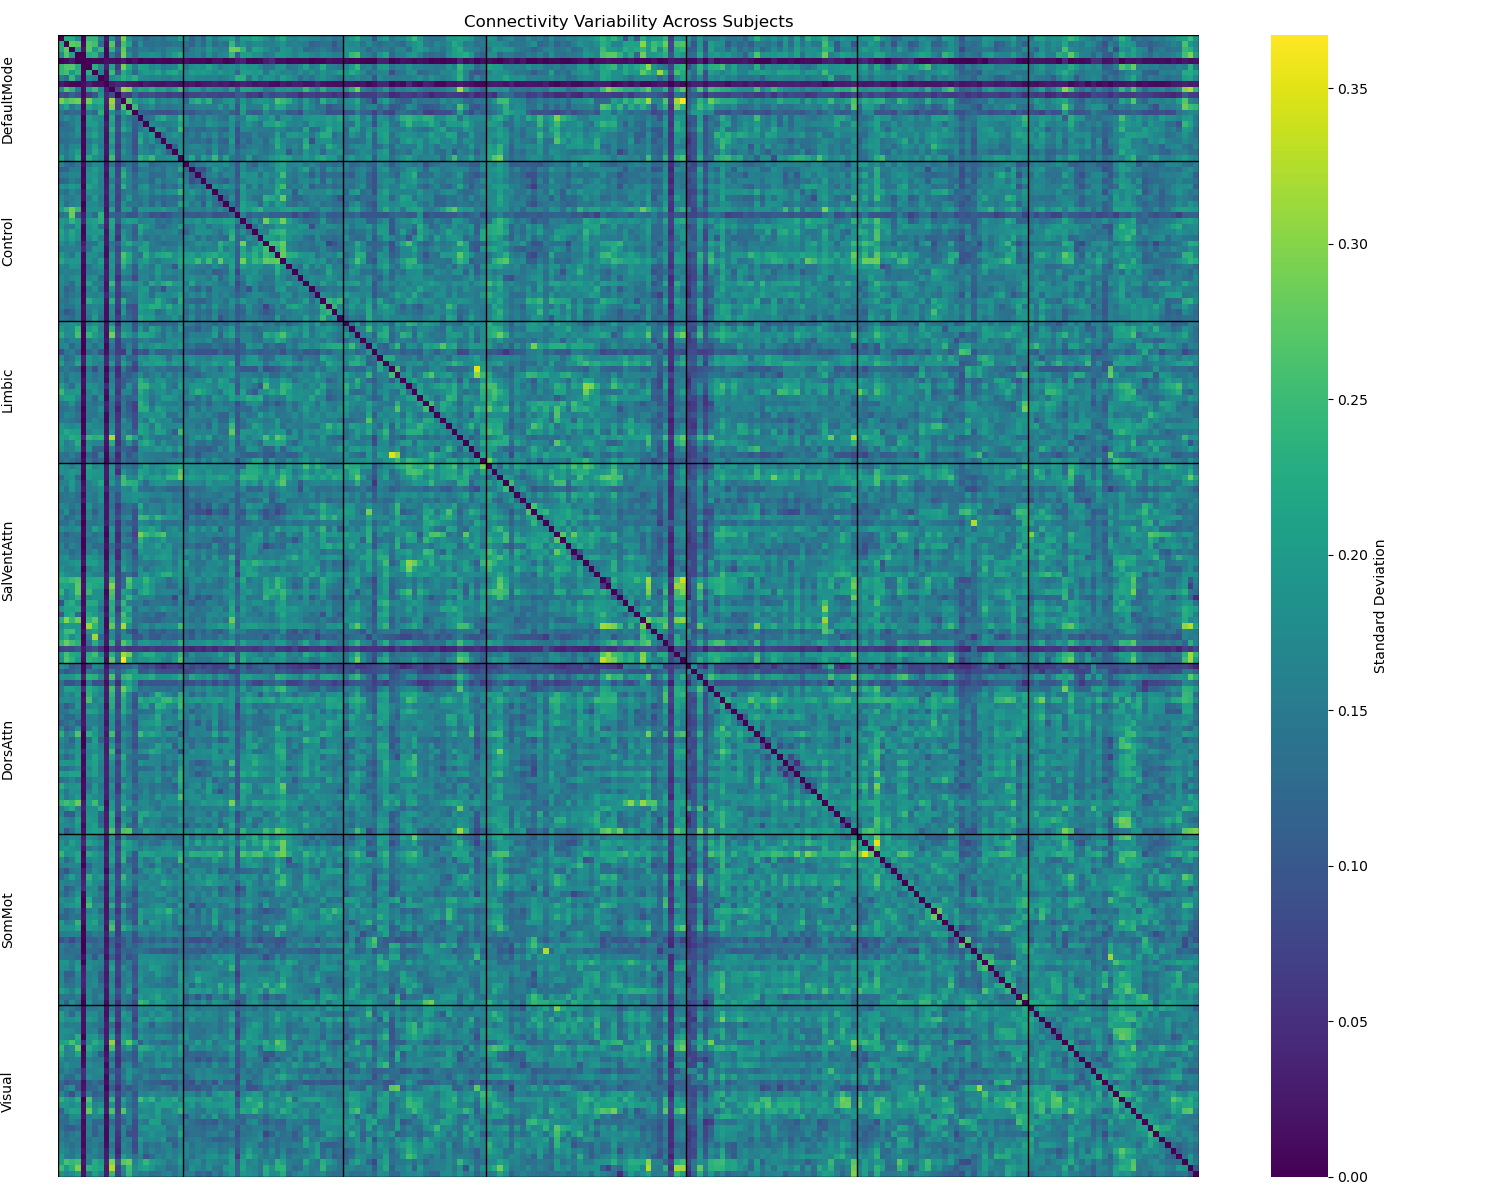 Connectivity Variability Across Subjects
DefaultMode
Control
Limbic
SalVentAttn
DorsAttn
SomMot
Visual
0.35
0.30
0.25
0.20
0.15
0.10
0.05
0.00
Standard Deviation